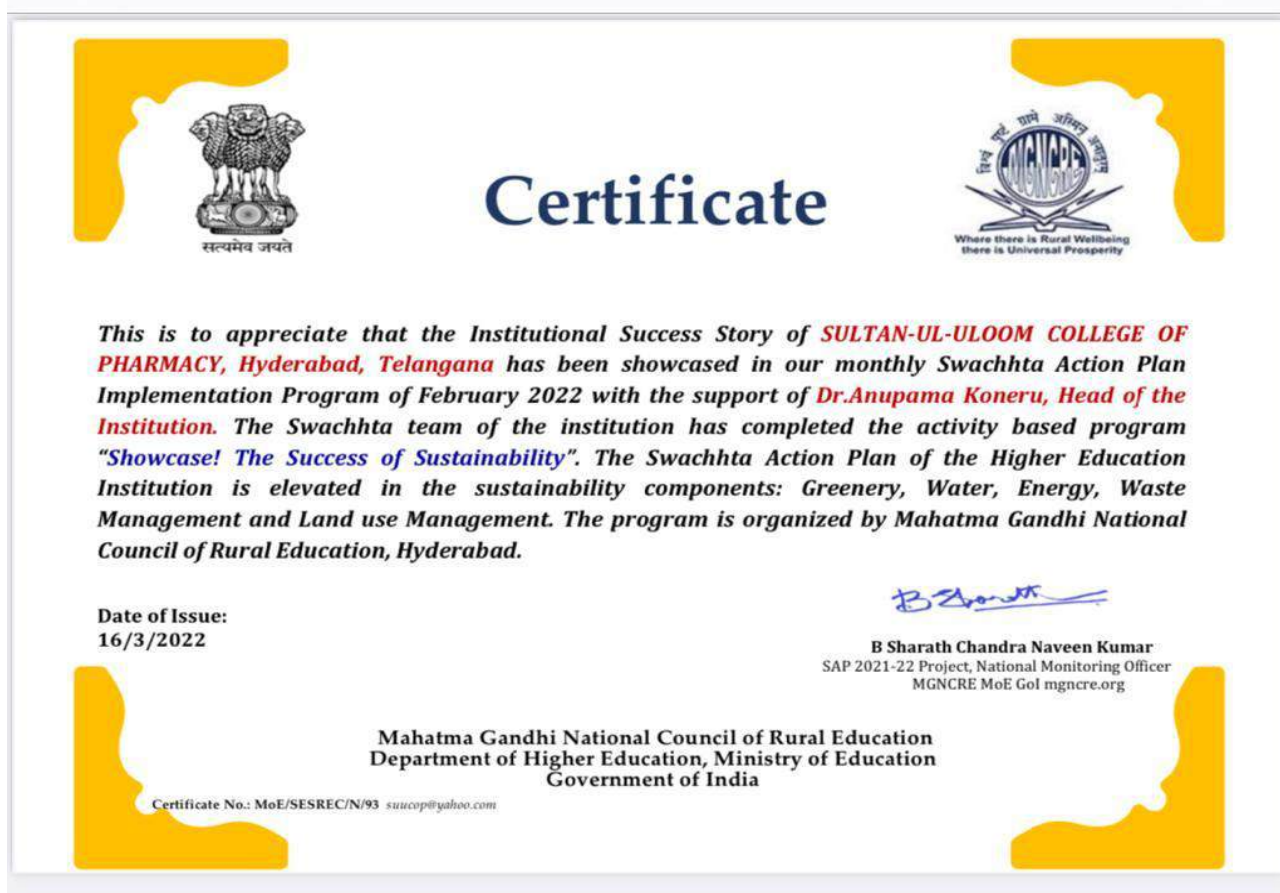 सत्यमेव जयते
Certificate
विश्वं पुष्टं ग्रामे अस्मिन् अनातुरम्
MGNCRE
Where there is Rural Wellbeing
there is Universal Prosperity
This is to appreciate that the Institutional Success Story of SULTAN-UL-ULOOM COLLEGE OF
PHARMACY, Hyderabad, Telangana has been showcased in our monthly Swachhta Action Plan
Implementation Program of February 2022 with the support of Dr.Anupama Koneru, Head of the
Institution. The Swachhta team of the institution has completed the activity based program
“Showcase! The Success of Sustainability”. The Swachhta Action Plan of the Higher Education
Institution is elevated in the sustainability components: Greenery, Water, Energy, Waste
Management and Land use Management. The program is organized by Mahatma Gandhi National
Council of Rural Education, Hyderabad.
Date of Issue:
16/3/2022
B Sharath
B Sharath Chandra Naveen Kumar
SAP 2021-22 Project, National Monitoring Officer
MGNCRE MoE GoI mgncre.org
Mahatma Gandhi National Council of Rural Education
Department of Higher Education, Ministry of Education
Government of India
Certificate No.: MoE/SESREC/N/93 suucop@yahoo.com